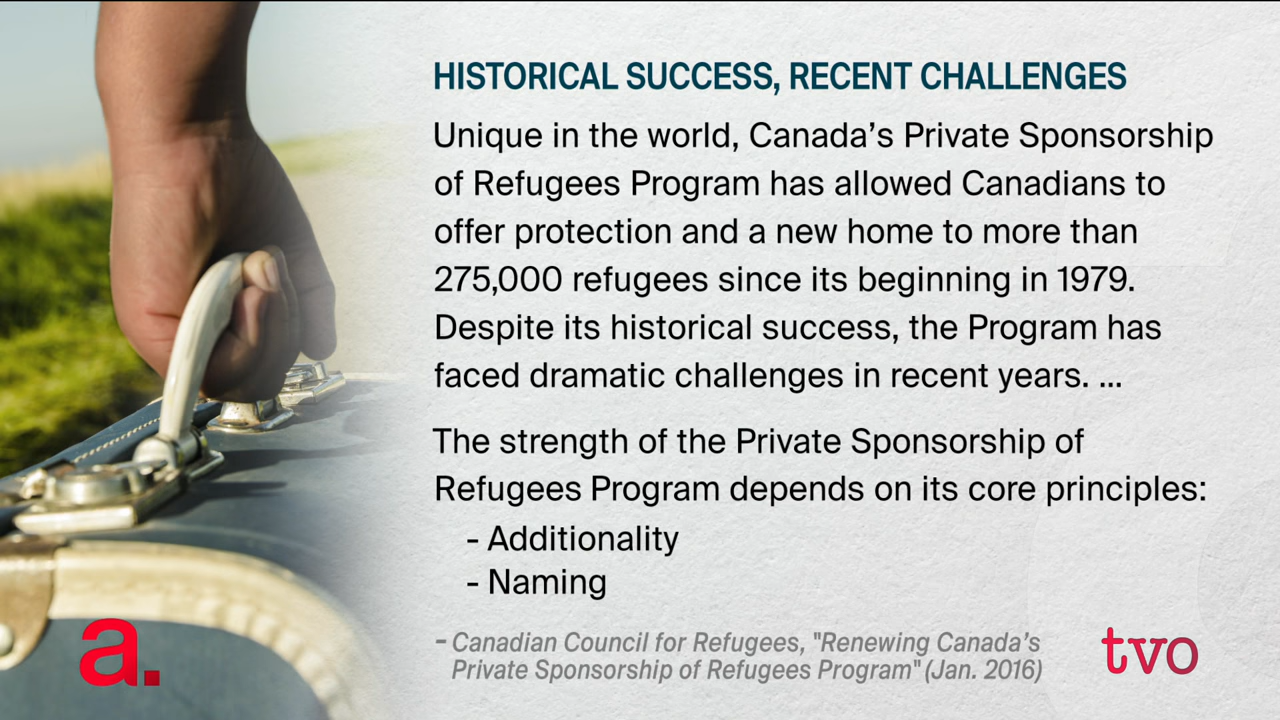 HISTORICAL SUCCESS, RECENT CHALLENGES
Unique in the world, Canada’s Private Sponsorship
of Refugees Program has allowed Canadians to
offer protection and a new home to more than
275,000 refugees since its beginning in 1979.
Despite its historical success, the Program has
faced dramatic challenges in recent years. ...
The strength of the Private Sponsorship of
Refugees Program depends on its core principles:
- Additionality
- Naming
- Canadian Council for Refugees, "Renewing Canada’s
Private Sponsorship of Refugees Program" (Jan. 2016)
a.
tvo